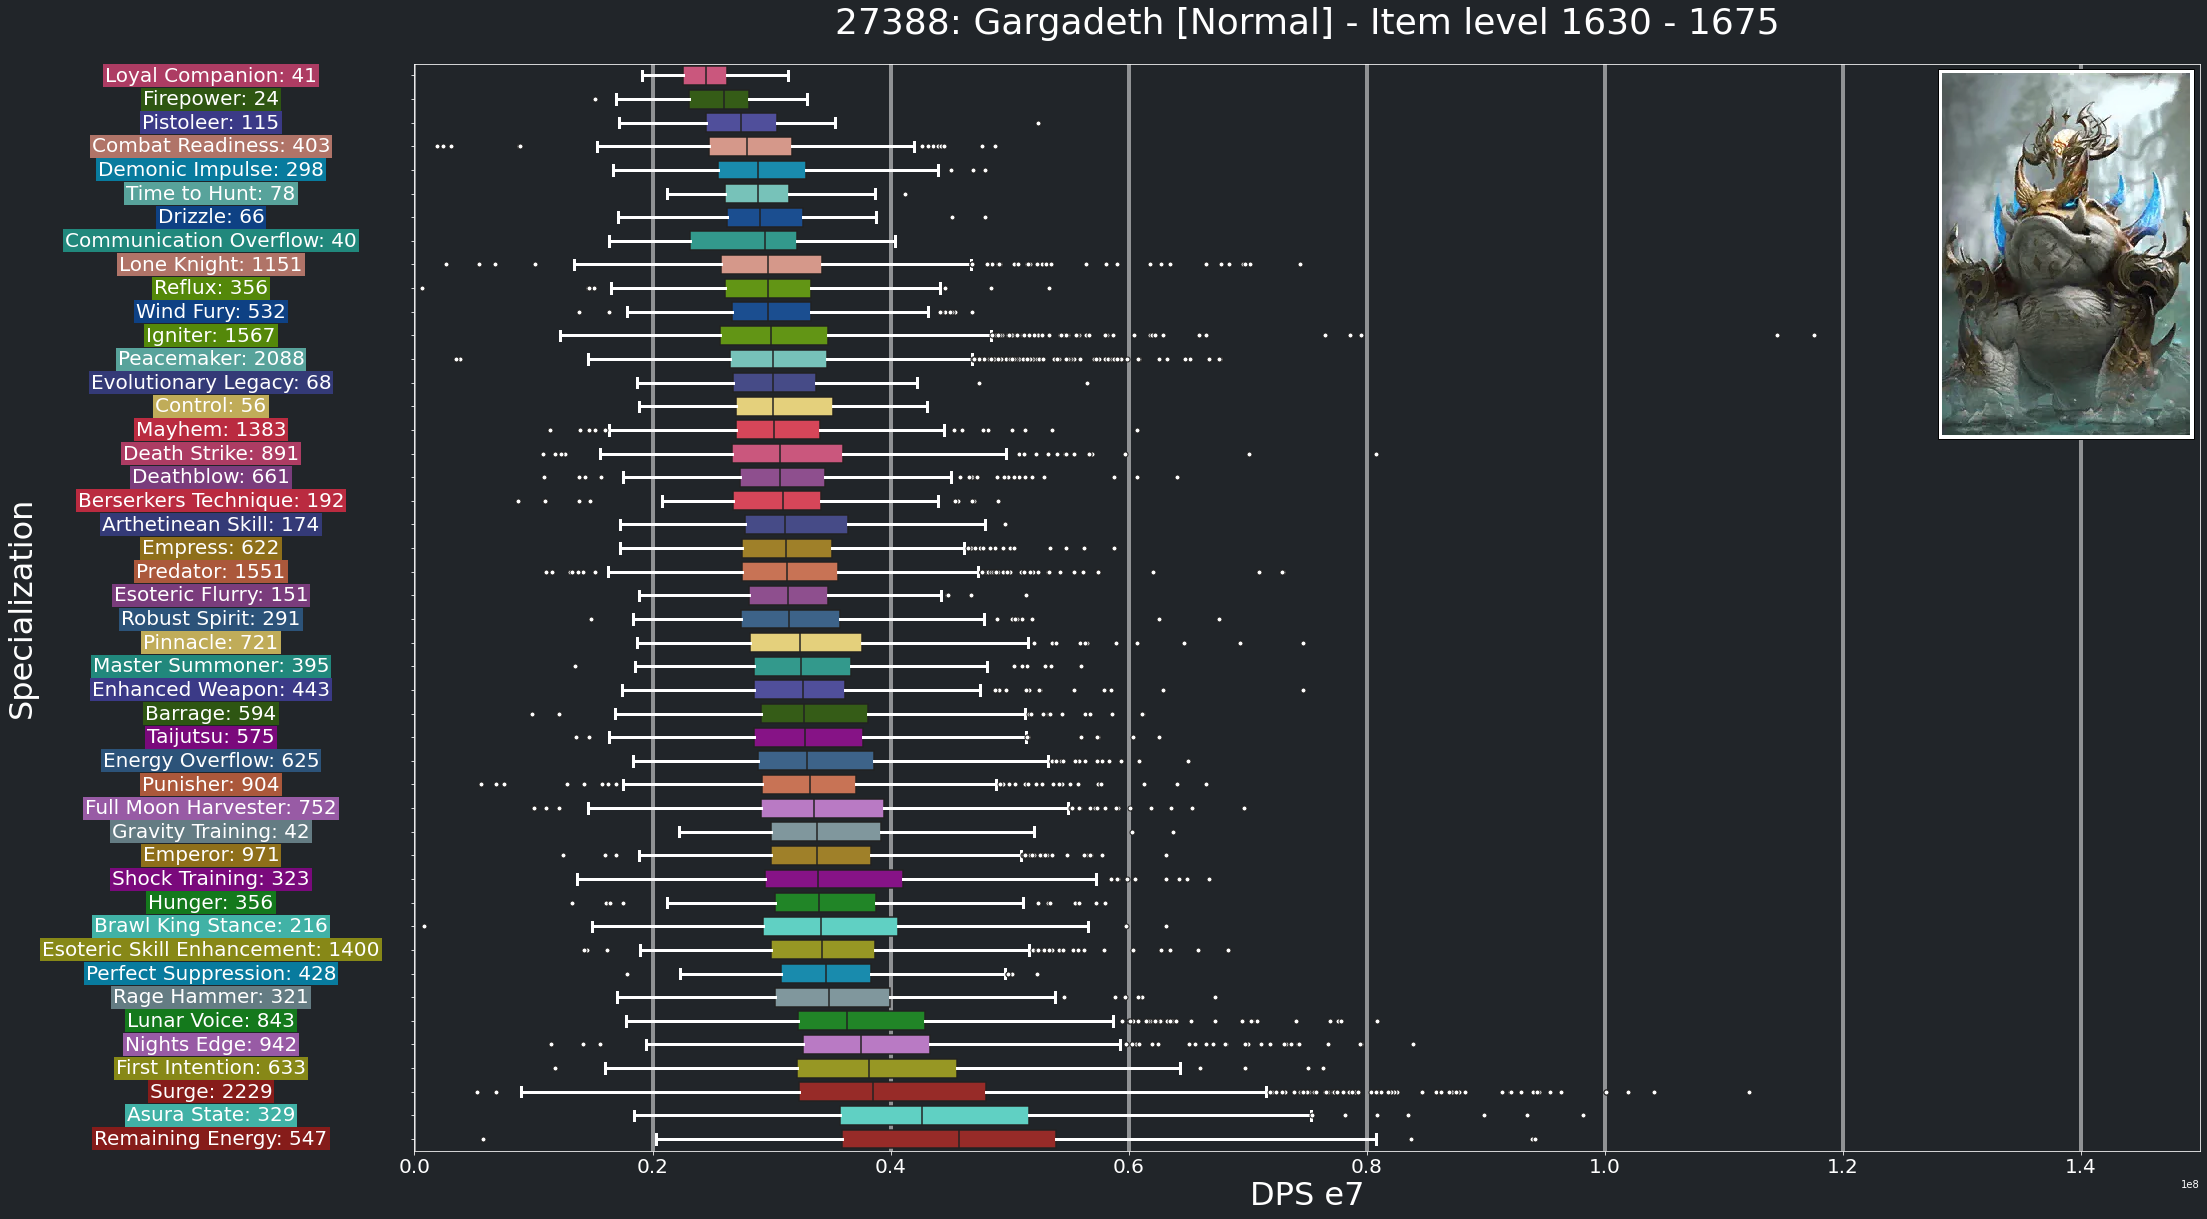 27388: Gargadeth [Normal] - Item level 1630 - 1675
Specialization
Loyal Companion: 41
Firepower: 24
Pistoleer: 115
Combat Readiness: 403
Demonic Impulse: 298
Time to Hunt: 78
Drizzle: 66
Communication Overflow: 40
Lone Knight: 1151
Reflux: 356
Wind Fury: 532
Igniter: 1567
Peacemaker: 2088
Evolutionary Legacy: 68
Control: 56
Mayhem: 1383
Death Strike: 891
Deathblow: 661
Berserkers Technique: 192
Arthetinean Skill: 174
Empress: 622
Predator: 1551
Esoteric Flurry: 151
Robust Spirit: 291
Pinnacle: 721
Master Summoner: 395
Enhanced Weapon: 443
Barrage: 594
Taijutsu: 575
Energy Overflow: 625
Punisher: 904
Full Moon Harvester: 752
Gravity Training: 42
Emperor: 971
Shock Training: 323
Hunger: 356
Brawl King Stance: 216
Esoteric Skill Enhancement: 1400
Perfect Suppression: 428
Rage Hammer: 321
Lunar Voice: 843
Nights Edge: 942
First Intention: 633
Surge: 2229
Asura State: 329
Remaining Energy: 547
0.0 0.2 0.4 0.6 0.8 1.0 1.2 1.4
DPS e7
1e8